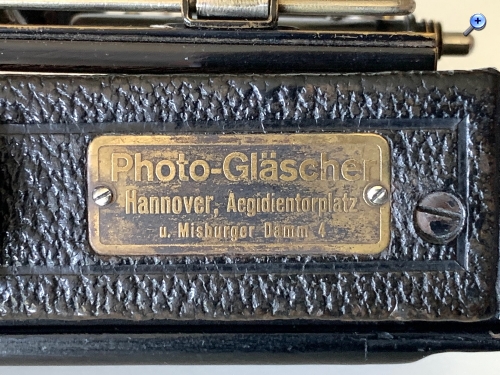 Photo-Gläscher
Hannover, Aegidientorplatz
u. Misburger Damm 4